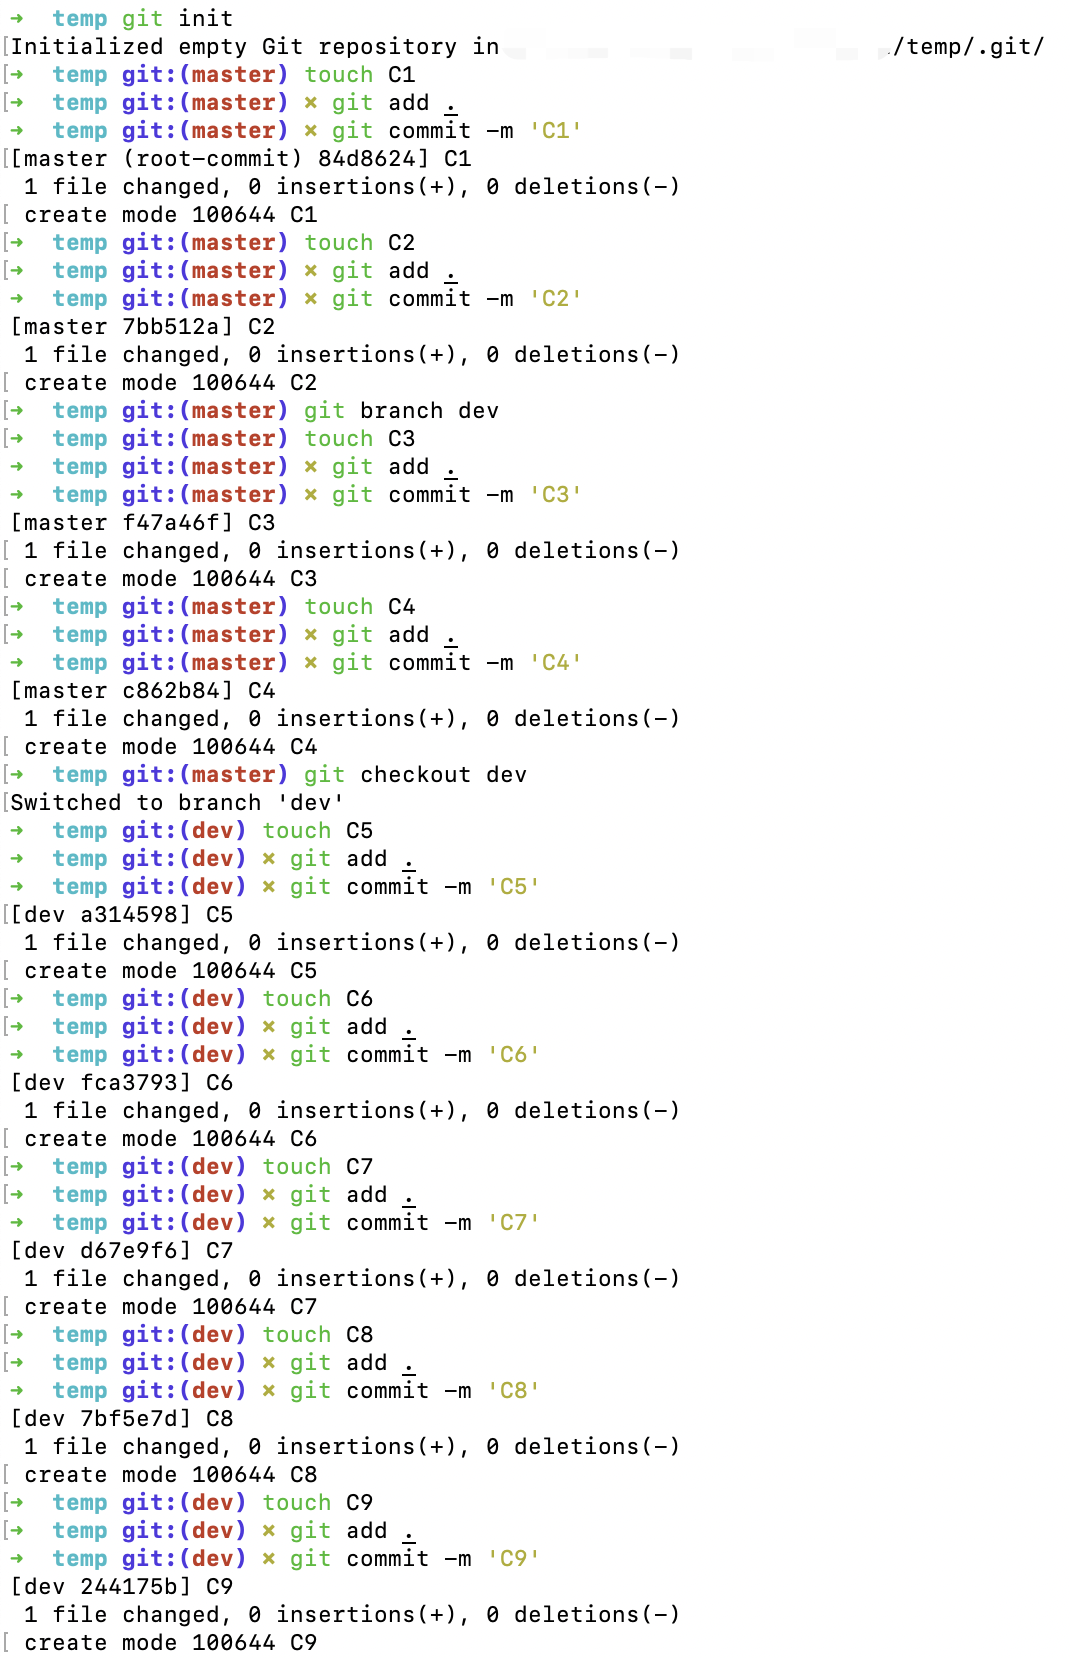 ➜  temp git init
Initialized empty Git repository in /temp/.git/
➜  temp git:(master) touch C1
➜  temp git:(master) × git add .
➜  temp git:(master) × git commit -m 'C1'
[master (root-commit) 84d8624] C1
 1 file changed, 0 insertions(+), 0 deletions(-)
 create mode 100644 C1
➜  temp git:(master) touch C2
➜  temp git:(master) × git add .
➜  temp git:(master) × git commit -m 'C2'
[master 7bb512a] C2
 1 file changed, 0 insertions(+), 0 deletions(-)
 create mode 100644 C2
➜  temp git:(master) git branch dev
➜  temp git:(master) touch C3
➜  temp git:(master) × git add .
➜  temp git:(master) × git commit -m 'C3'
[master f47a46f] C3
 1 file changed, 0 insertions(+), 0 deletions(-)
 create mode 100644 C3
➜  temp git:(master) touch C4
➜  temp git:(master) × git add .
➜  temp git:(master) × git commit -m 'C4'
[master c862b84] C4
 1 file changed, 0 insertions(+), 0 deletions(-)
 create mode 100644 C4
➜  temp git:(master) git checkout dev
Switched to branch 'dev'
➜  temp git:(dev) touch C5
➜  temp git:(dev) × git add .
➜  temp git:(dev) × git commit -m 'C5'
[dev a314598] C5
 1 file changed, 0 insertions(+), 0 deletions(-)
 create mode 100644 C5
➜  temp git:(dev) touch C6
➜  temp git:(dev) × git add .
➜  temp git:(dev) × git commit -m 'C6'
[dev fca3793] C6
 1 file changed, 0 insertions(+), 0 deletions(-)
 create mode 100644 C6
➜  temp git:(dev) touch C7
➜  temp git:(dev) × git add .
➜  temp git:(dev) × git commit -m 'C7'
[dev d67e9f6] C7
 1 file changed, 0 insertions(+), 0 deletions(-)
 create mode 100644 C7
➜  temp git:(dev) touch C8
➜  temp git:(dev) × git add .
➜  temp git:(dev) × git commit -m 'C8'
[dev 7bf5e7d] C8
 1 file changed, 0 insertions(+), 0 deletions(-)
 create mode 100644 C8
➜  temp git:(dev) touch C9
➜  temp git:(dev) × git add .
➜  temp git:(dev) × git commit -m 'C9'
[dev 244175b] C9
 1 file changed, 0 insertions(+), 0 deletions(-)
 create mode 100644 C9